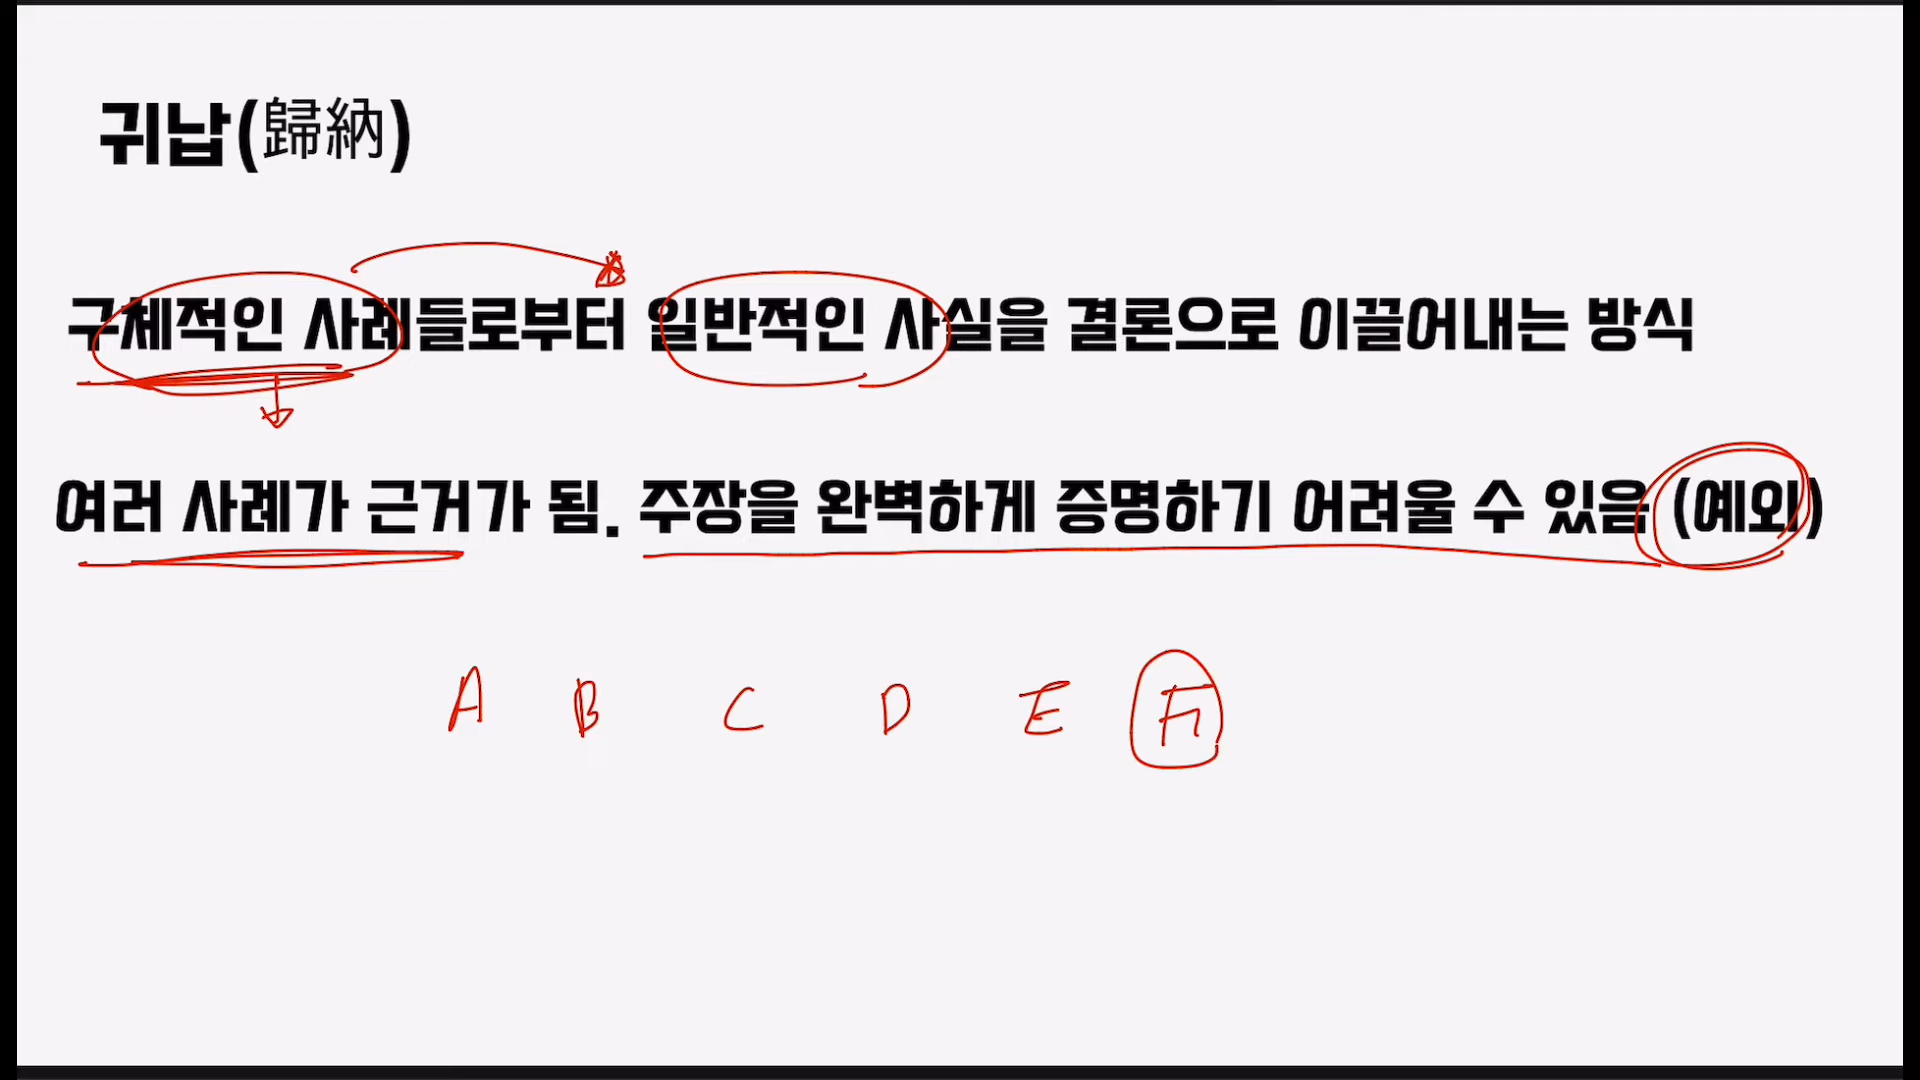 귀납(歸納)
구체적인 사례들로부터 일반적인 사실을 결론으로 이끌어내는 방식
여러 사례가 근거가 됨. 주장을 완벽하게 증명하기 어려울 수 있음 (예외)
A B C D E F